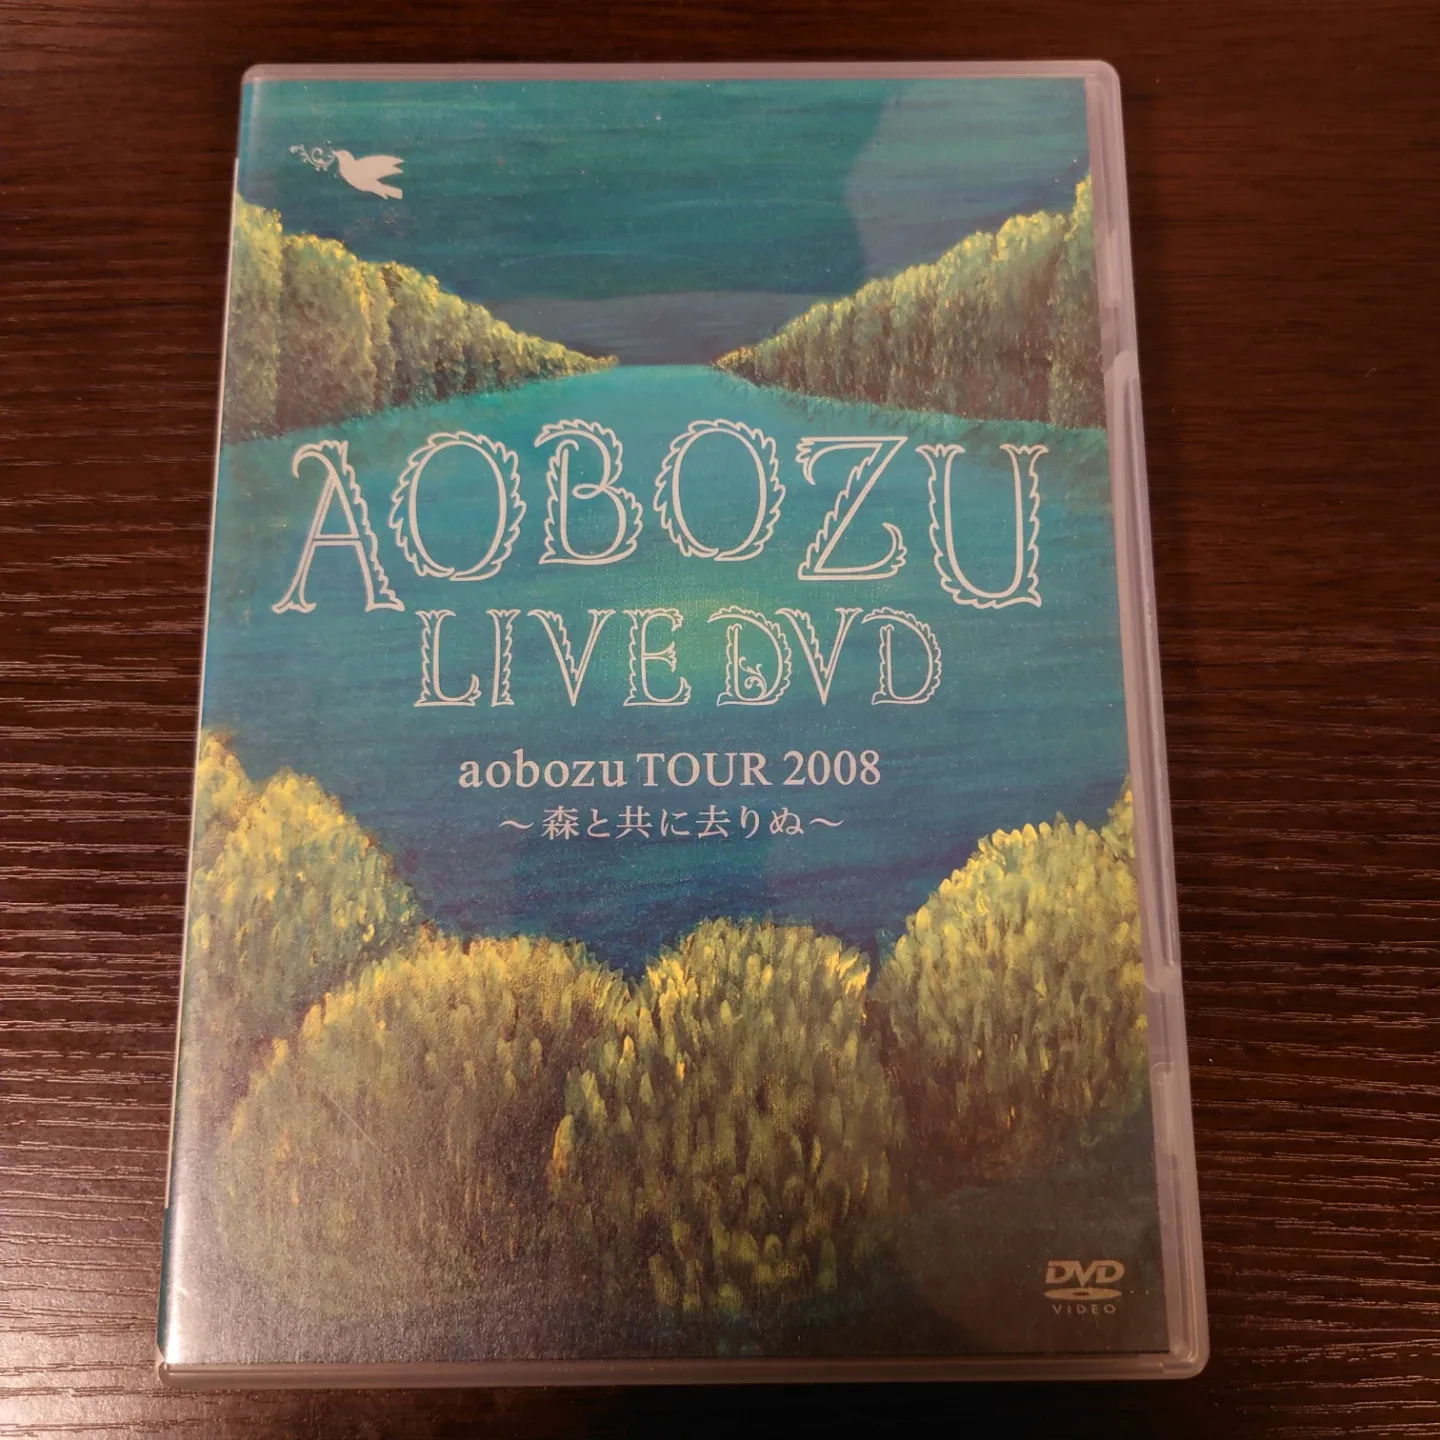 AOBOZU
LIVE DVD
aobozu TOUR 2008
～森と共に去りぬ～
DVD
VIDEO